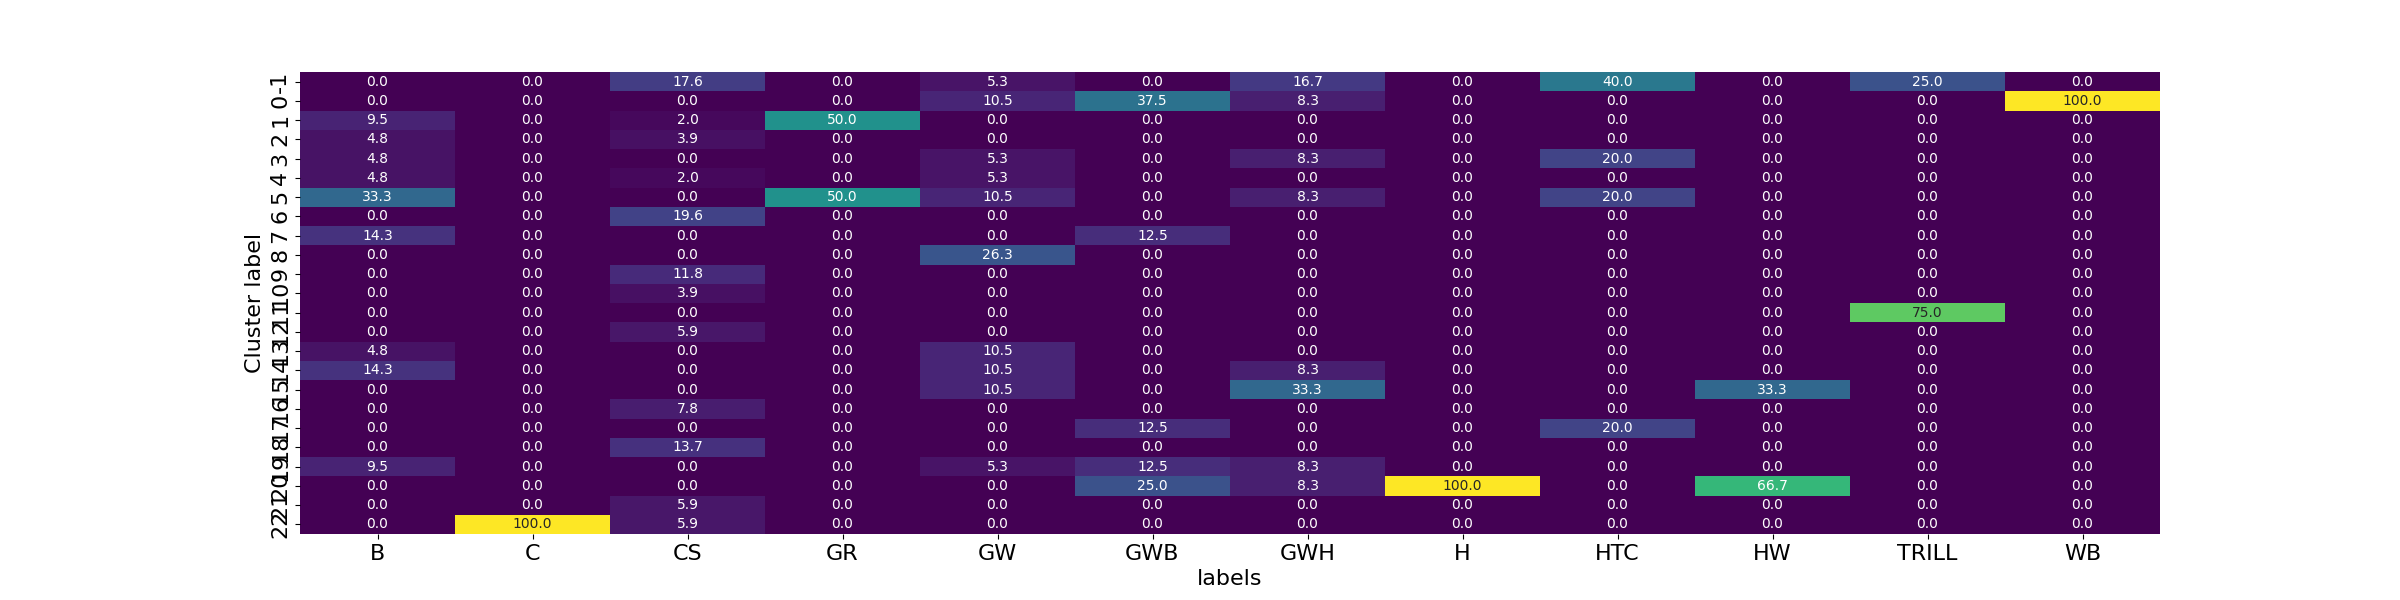 -1 0.0 0.0 17.6 0.0 5.3 0.0 16.7 0.0 40.0 0.0 25.0 0.0
0 0.0 0.0 0.0 0.0 10.5 37.5 8.3 0.0 0.0 0.0 0.0 100.0
1 9.5 0.0 2.0 50.0 0.0 0.0 0.0 0.0 0.0 0.0 0.0 0.0
2 4.8 0.0 3.9 0.0 0.0 0.0 0.0 0.0 0.0 0.0 0.0 0.0
3 4.8 0.0 0.0 0.0 5.3 0.0 8.3 0.0 20.0 0.0 0.0 0.0
4 4.8 0.0 2.0 0.0 5.3 0.0 0.0 0.0 0.0 0.0 0.0 0.0
5 33.3 0.0 0.0 50.0 10.5 0.0 8.3 0.0 20.0 0.0 0.0 0.0
6 0.0 0.0 19.6 0.0 0.0 0.0 0.0 0.0 0.0 0.0 0.0 0.0
7 14.3 0.0 0.0 0.0 0.0 12.5 0.0 0.0 0.0 0.0 0.0 0.0
8 0.0 0.0 0.0 0.0 26.3 0.0 0.0 0.0 0.0 0.0 0.0 0.0
9 0.0 0.0 11.8 0.0 0.0 0.0 0.0 0.0 0.0 0.0 0.0 0.0
10 0.0 0.0 3.9 0.0 0.0 0.0 0.0 0.0 0.0 0.0 0.0 0.0
11 0.0 0.0 0.0 0.0 0.0 0.0 0.0 0.0 0.0 0.0 75.0 0.0
12 0.0 0.0 5.9 0.0 0.0 0.0 0.0 0.0 0.0 0.0 0.0 0.0
13 4.8 0.0 0.0 0.0 10.5 0.0 0.0 0.0 0.0 0.0 0.0 0.0
14 14.3 0.0 0.0 0.0 10.5 0.0 8.3 0.0 0.0 0.0 0.0 0.0
15 0.0 0.0 0.0 0.0 10.5 0.0 33.3 0.0 0.0 33.3 0.0 0.0
16 0.0 0.0 7.8 0.0 0.0 0.0 0.0 0.0 0.0 0.0 0.0 0.0
17 0.0 0.0 0.0 0.0 0.0 12.5 0.0 0.0 20.0 0.0 0.0 0.0
18 0.0 0.0 13.7 0.0 0.0 0.0 0.0 0.0 0.0 0.0 0.0 0.0
19 9.5 0.0 0.0 0.0 5.3 12.5 8.3 0.0 0.0 0.0 0.0 0.0
20 0.0 0.0 0.0 0.0 0.0 25.0 8.3 100.0 0.0 66.7 0.0 0.0
21 0.0 0.0 5.9 0.0 0.0 0.0 0.0 0.0 0.0 0.0 0.0 0.0
22 0.0 100.0 5.9 0.0 0.0 0.0 0.0 0.0 0.0 0.0 0.0 0.0
Cluster label
B C CS GR GW GWB GWH H HTC HW TRILL WB
labels